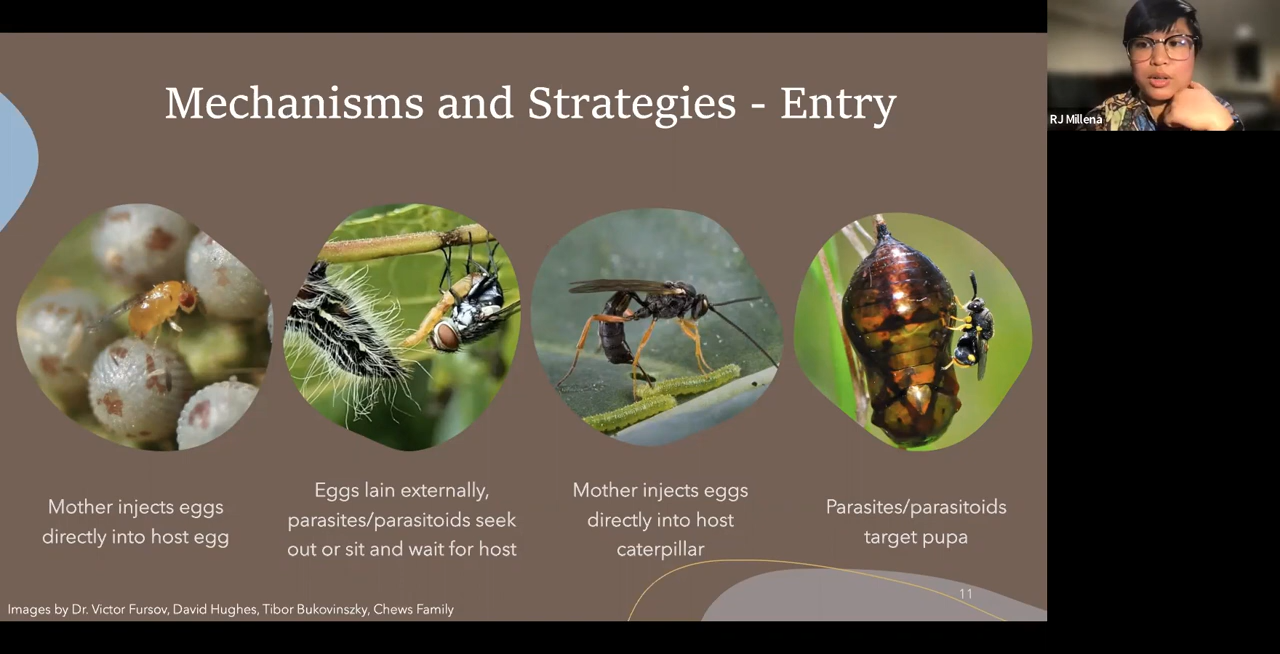 Mechanisms and Strategies - Entry
RJ Millena
Mother injects eggs
directly into host egg
Eggs lain externally,
parasites/parasitoids seek
out or sit and wait for host
Mother injects eggs
directly into host
caterpillar
Parasites/parasitoids
target pupa
11
Images by Dr. Victor Fursov, David Hughes, Tibor Bukovinszky, Chews Family